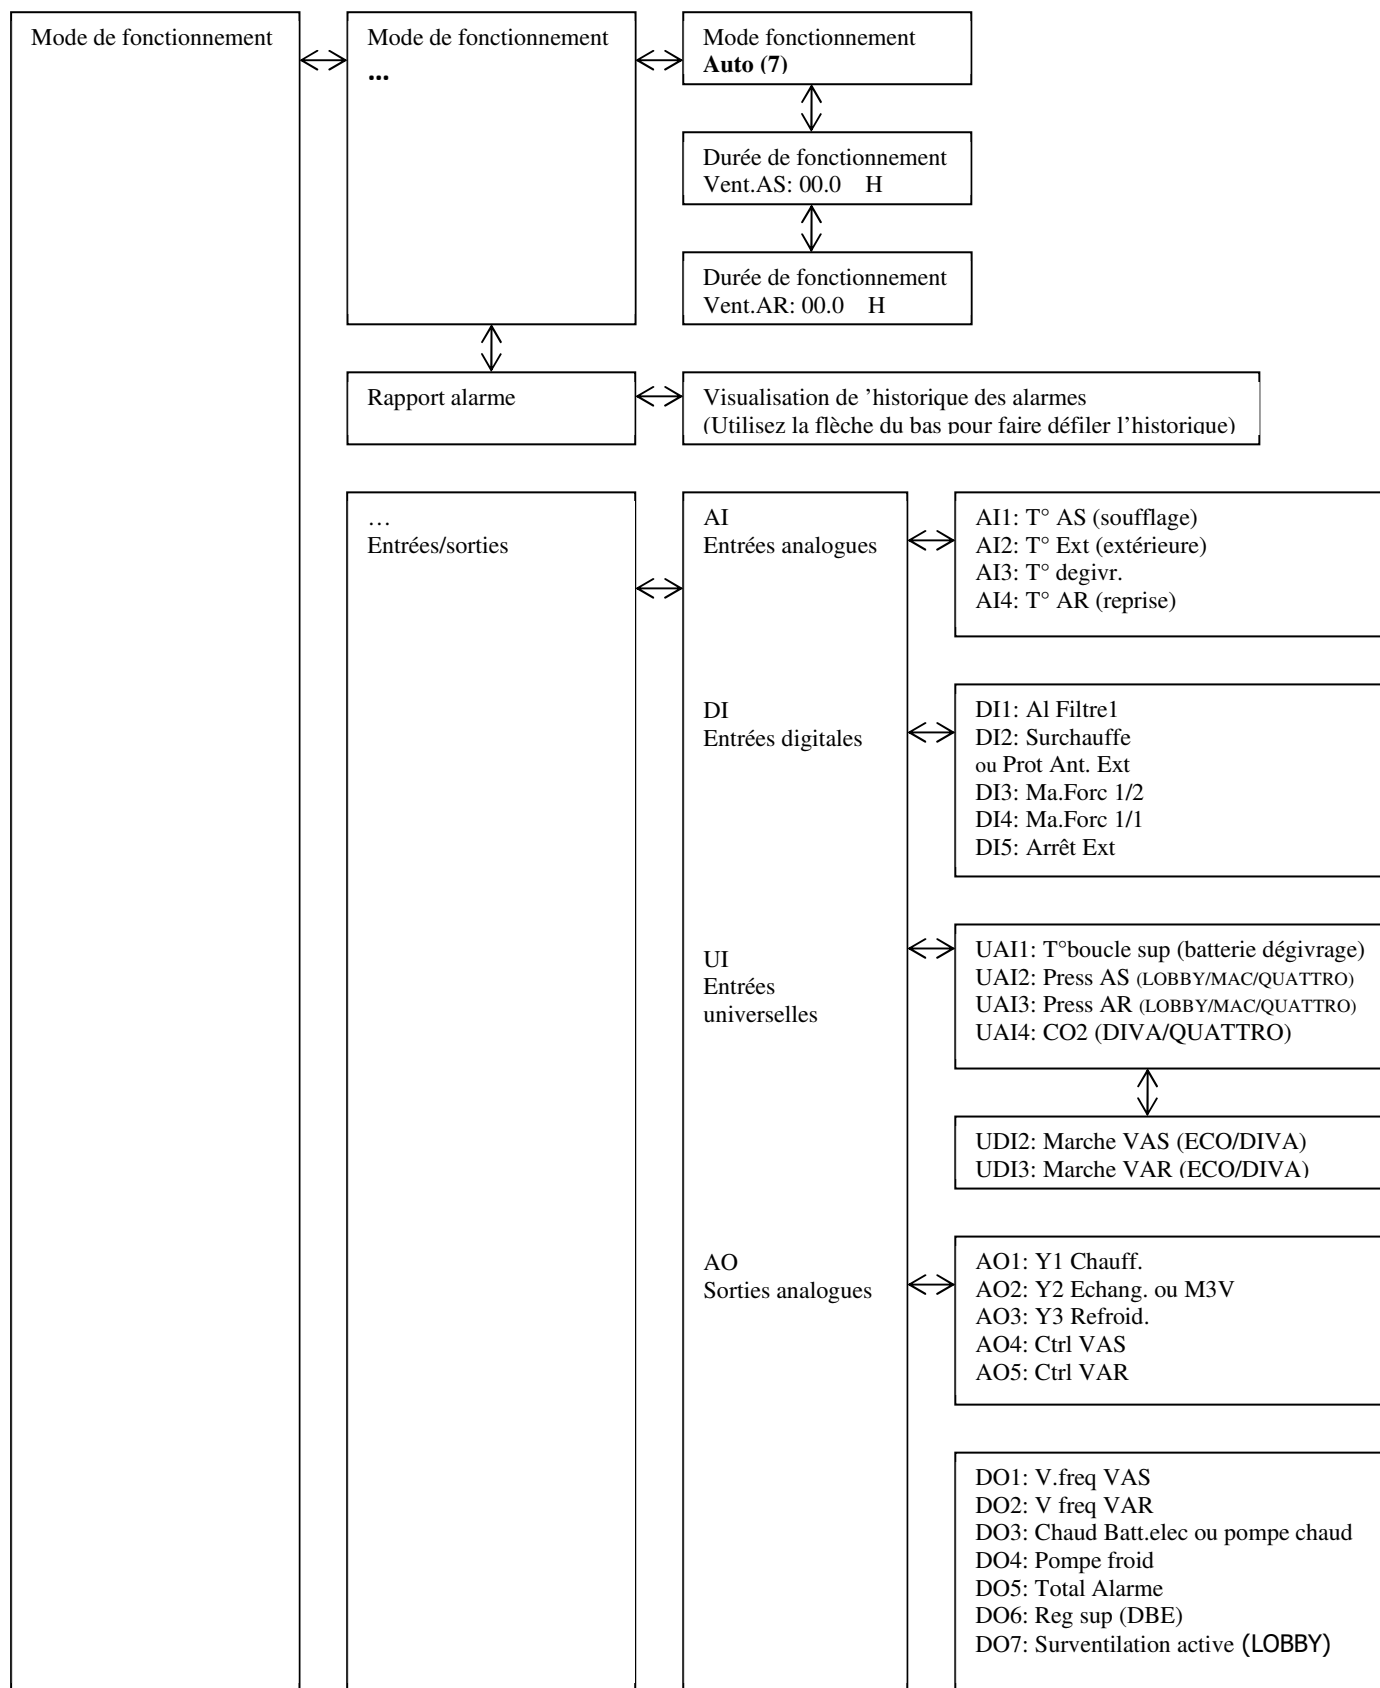 Mode de fonctionnement
Mode de fonctionnement
...
Mode fonctionnement
Auto (7)
Durée de fonctionnement
Vent.AS: 00.0 H
Durée de fonctionnement
Vent.AR: 00.0 H
Rapport alarme
Visualisation de ’historique des alarmes
(Utilisez la flèche du bas pour faire défiler l’historique)
…
Entrées/sorties
AI
Entrées analogues
AI1: T° AS (soufflage)
AI2: T° Ext (extérieure)
AI3: T° degivr.
AI4: T° AR (reprise)
DI
Entrées digitales
DI1: Al Filtre1
DI2: Surchauffe
ou Prot Ant. Ext
DI3: Ma.Forc 1/2
DI4: Ma.Forc 1/1
DI5: Arrêt Ext
UI
Entrées
universelles
UAI1: T°boucle sup (batterie dégivrage)
UAI2: Press AS (LOBBY/MAC/QUATTRO)
UAI3: Press AR (LOBBY/MAC/QUATTRO)
UAI4: CO2 (DIVA/QUATTRO)
UDI2: Marche VAS (ECO/DIVA)
UDI3: Marche VAR (ECO/DIVA)
AO
Sorties analogues
AO1: Y1 Chauff.
AO2: Y2 Echang. ou M3V
AO3: Y3 Refroid.
AO4: Ctrl VAS
AO5: Ctrl VAR
DO1: V.freq VAS
DO2: V freq VAR
DO3: Chaud Batt.elec ou pompe chaud
DO4: Pompe froid
DO5: Total Alarme
DO6: Reg sup (DBE)
DO7: Surventilation active (LOBBY)